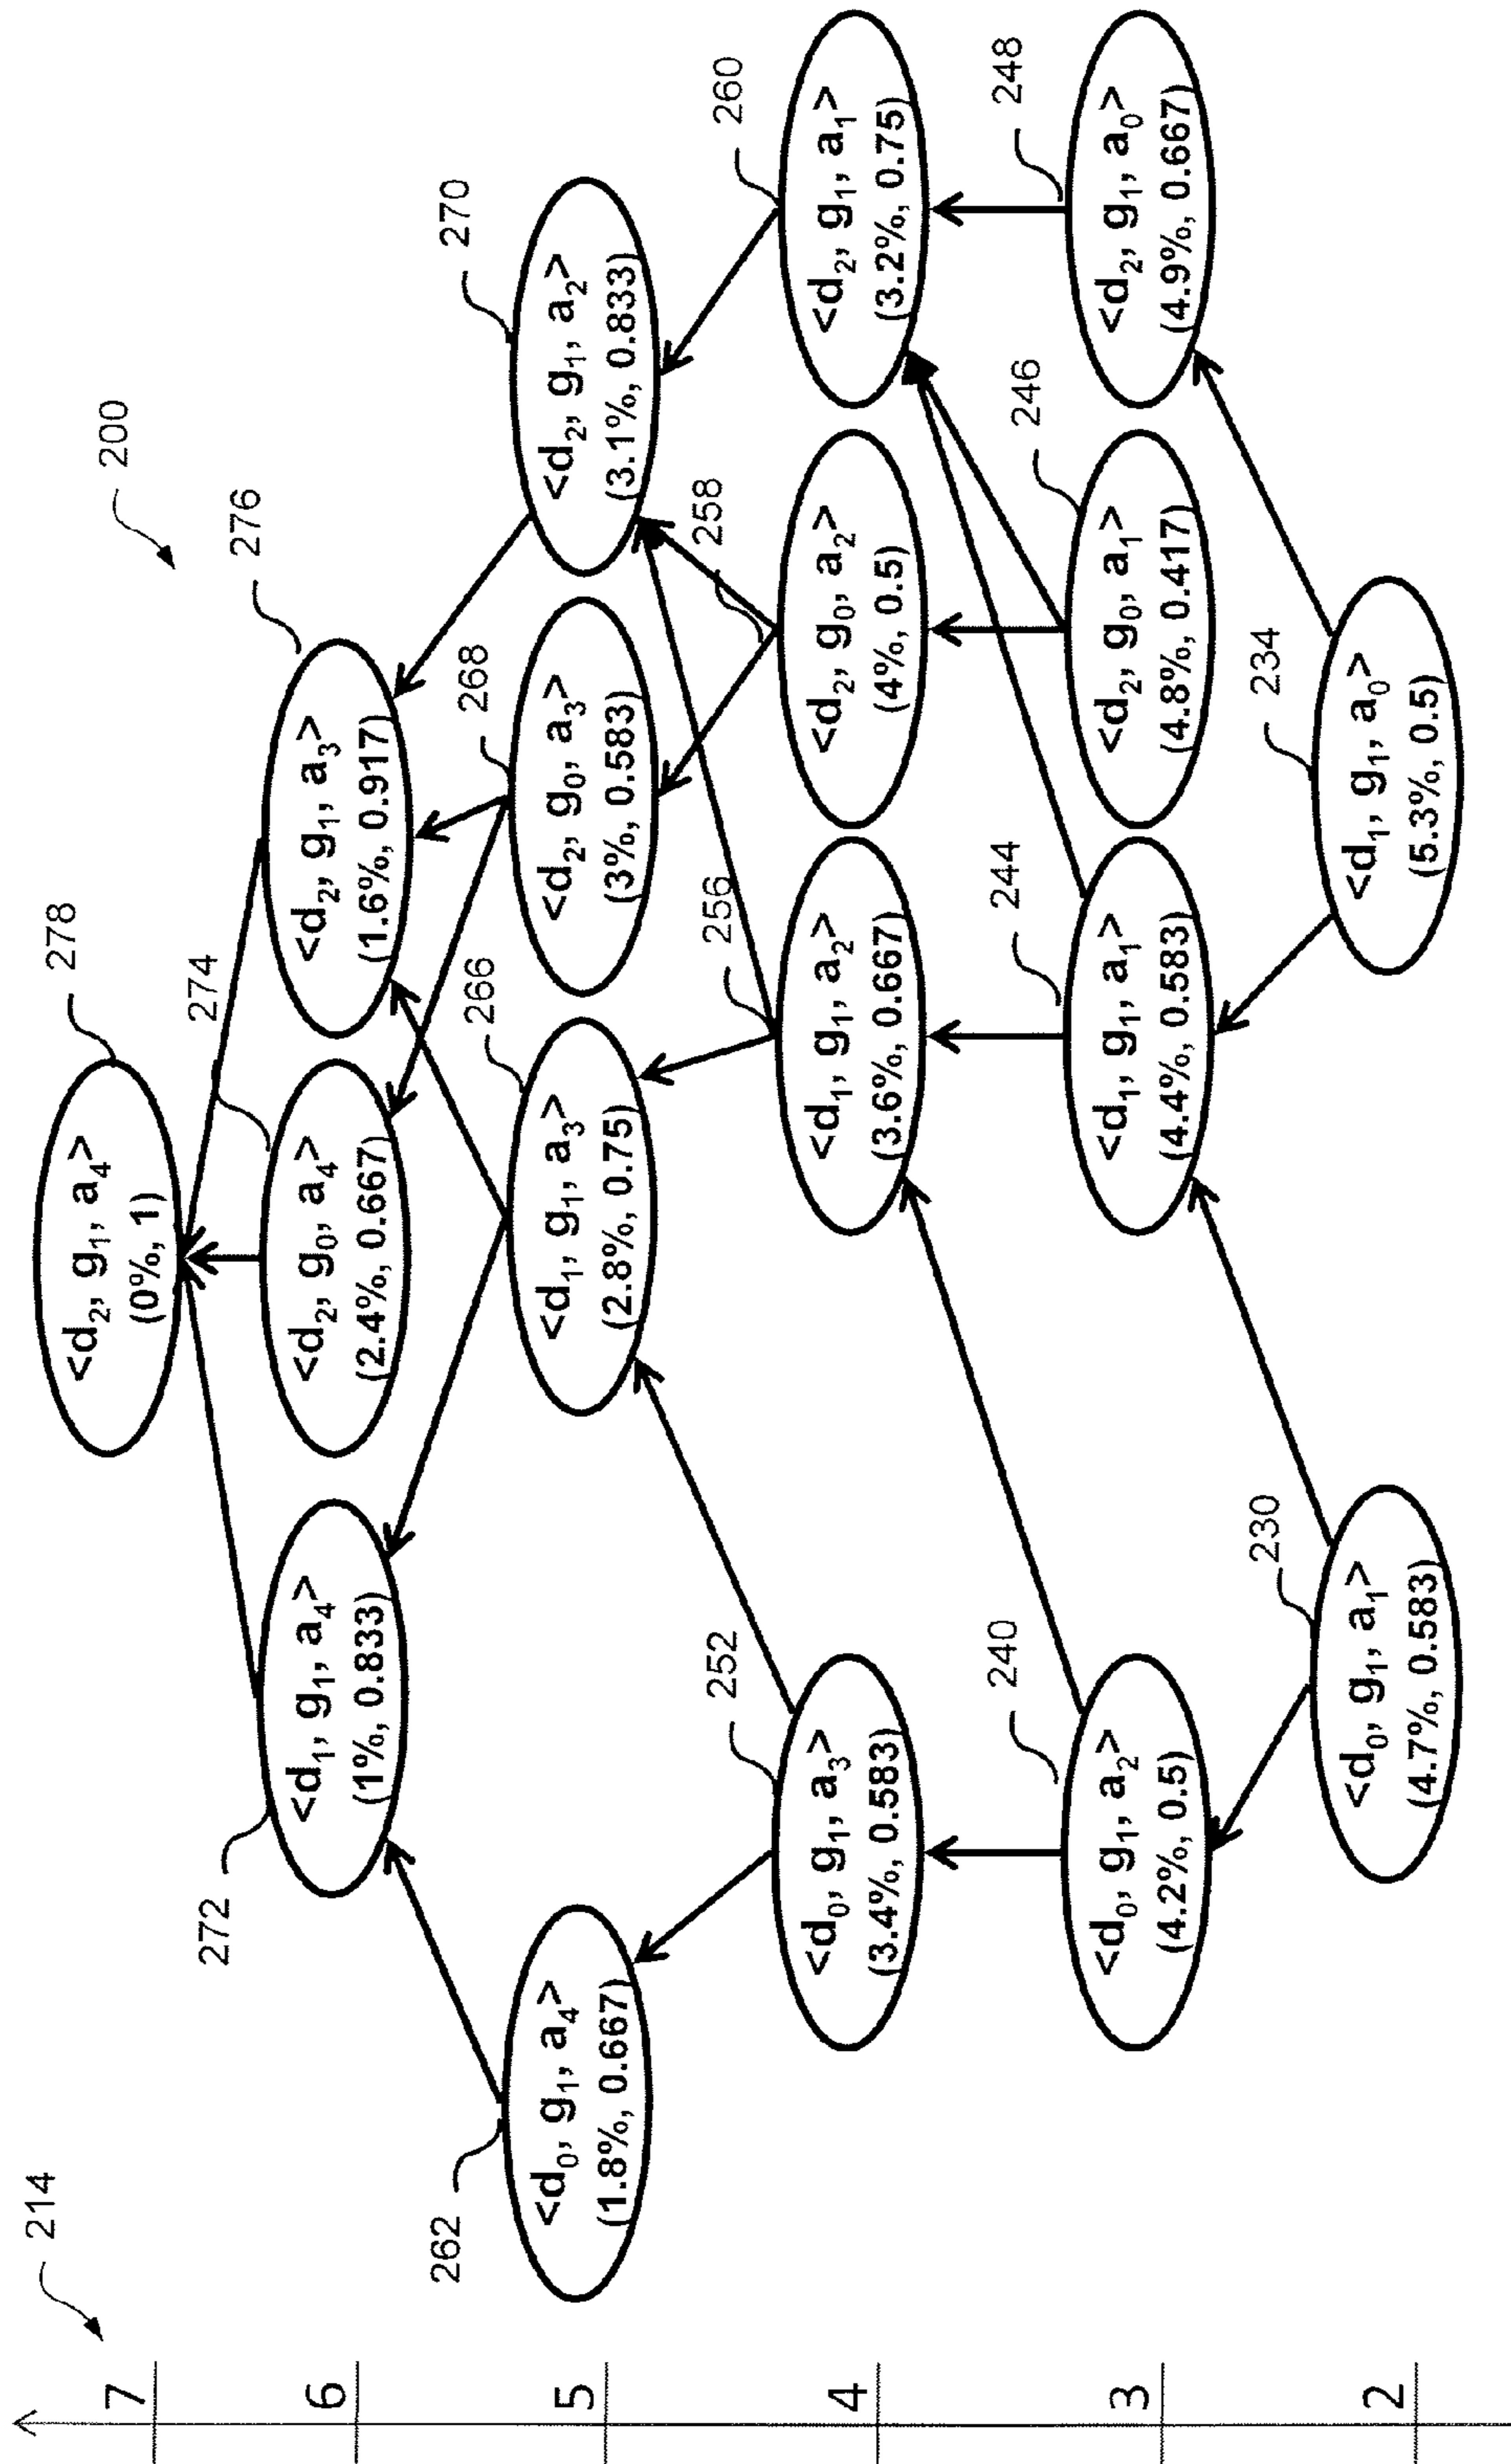 214
200
7
278
<d2, g1, a4>
(0%, 1)
6
272
<d1, g1, a4>
(1%, 0.833)
274
<d2, g0, a4>
(2.4%, 0.667)
276
<d2, g1, a3>
(1.6%, 0.917)
5
262
<d0, g1, a4>
(1.8%, 0.667)
266
<d1, g1, a3>
(2.8%, 0.75)
268
<d2, g0, a3>
(3%, 0.583)
270
<d2, g1, a2>
(3.1%, 0.833)
4
252
<d0, g1, a3>
(3.4%, 0.583)
256
<d1, g1, a2>
(3.6%, 0.667)
258
<d2, g0, a2>
(4%, 0.5)
260
<d2, g1, a1>
(3.2%, 0.75)
3
240
<d0, g1, a2>
(4.2%, 0.5)
244
<d1, g1, a1>
(4.4%, 0.583)
246
<d2, g0, a1>
(4.8%, 0.417)
248
<d2, g1, a0>
(4.9%, 0.667)
2
230
<d0, g1, a1>
(4.7%, 0.583)
234
<d1, g1, a0>
(5.3%, 0.5)